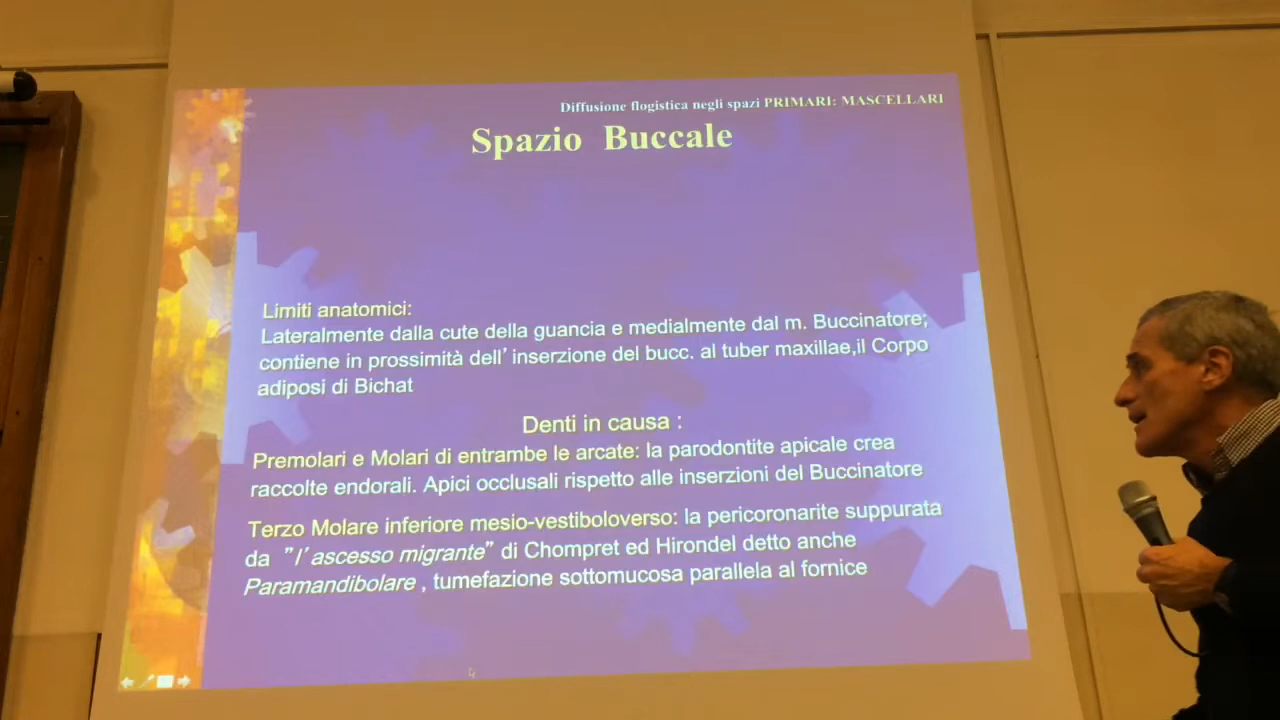 Diffusione flogistica negli spazi PRIMARI: MASCELLARI
Spazio Buccale
Limiti anatomici:
Lateralmente dalla cute della guancia e medialmente dal m. Buccinatore;
contiene in prossimità dell'inserzione del bucc. al tuber maxillae,il Corpo
adiposi di Bichat
Denti in causa :
Premolari e Molari di entrambe le arcate: la parodontite apicale crea
raccolte endorali. Apici occlusali rispetto alle inserzioni del Buccinatore
Terzo Molare inferiore mesio-vestiboloverso: la pericoronarite suppurata
da "l'ascesso migrante" di Chompret ed Hirondel detto anche
Paramandibolare , tumefazione sottomucosa parallela al fornice